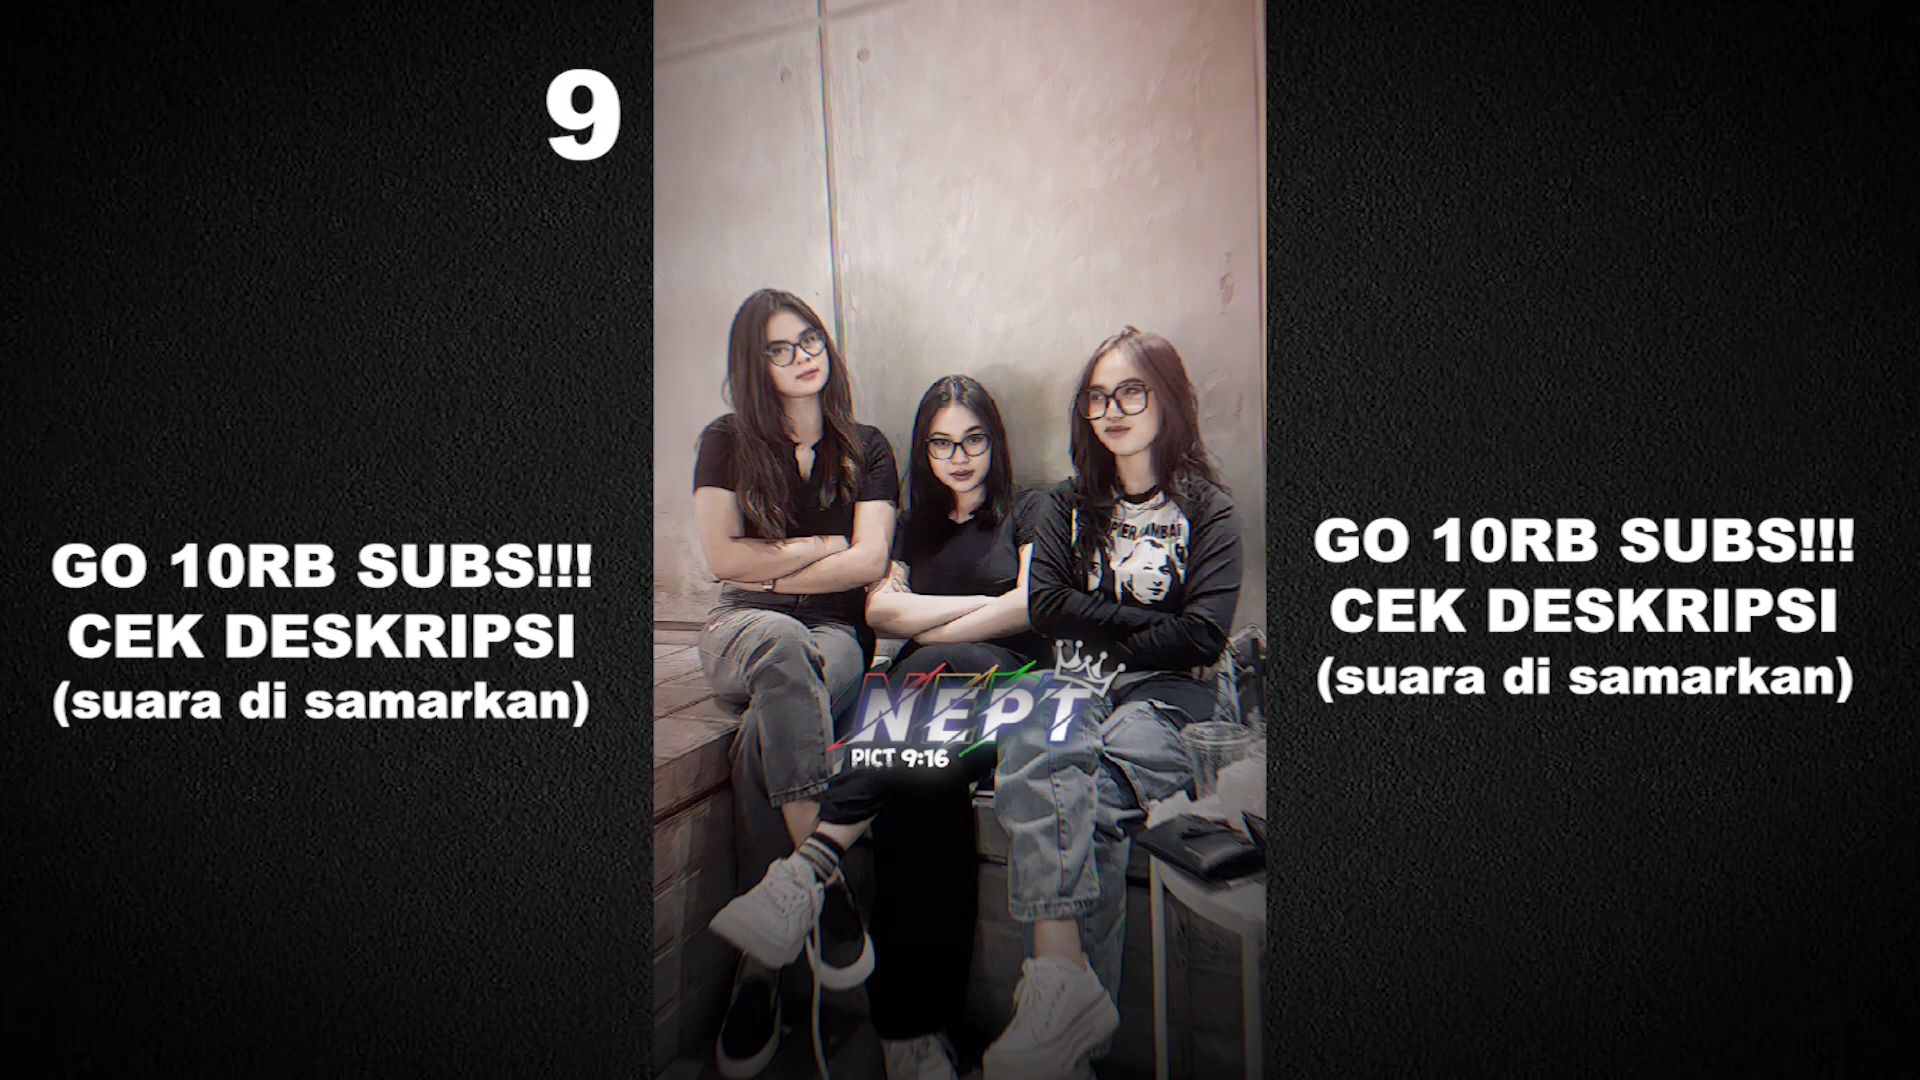 9
GO 10RB SUBS!!!
CEK DESKRIPSI
(suara di samarkan)
NEPT
PICT 9:16
GO 10RB SUBS!!!
CEK DESKRIPSI
(suara di samarkan)